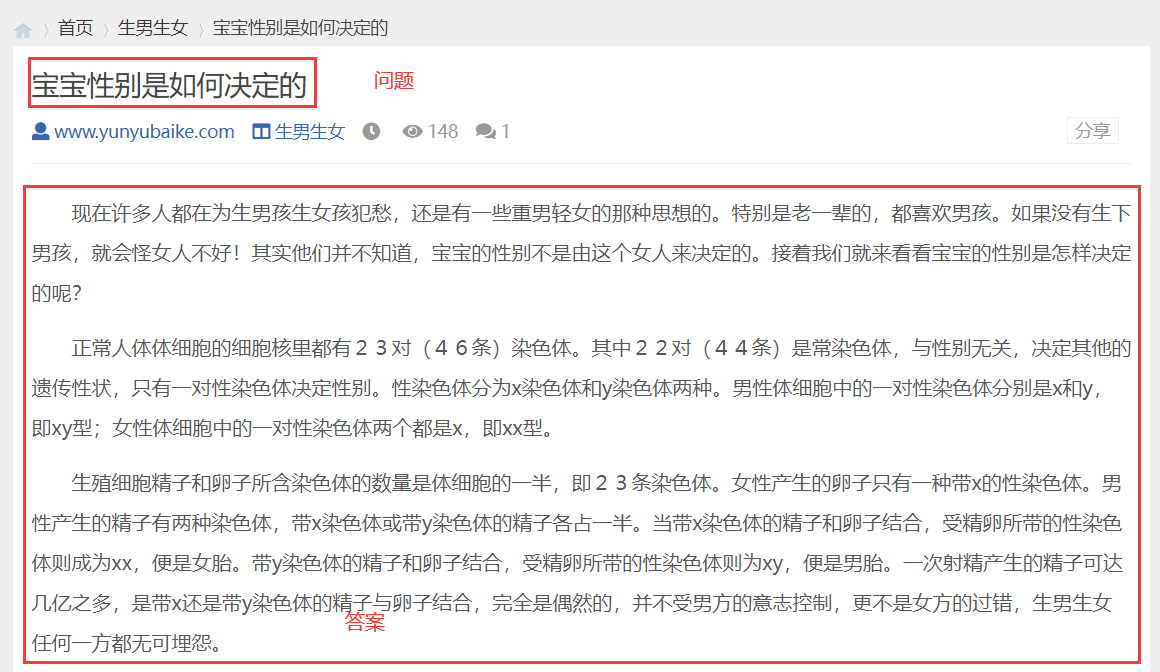 首页 〉 生男生女 〉 宝宝性别是如何决定的
宝宝性别是如何决定的 问题
www.yunyubaike.com 生男生女 148 1 分享
现在许多人都在为生男孩生女孩犯愁，还是有一些重男轻女的那种思想的。特别是老一辈的，都喜欢男孩。如果没有生下
男孩，就会怪女人不好！其实他们并不知道，宝宝的性别不是由这个女人来决定的。接着我们就来看看宝宝的性别是怎样决定
的呢？
正常人体体细胞的细胞核里都有２３对（４６条）染色体。其中２２对（４４条）是常染色体，与性别无关，决定其他的
遗传性状，只有一对性染色体决定性别。性染色体分为x染色体和y染色体两种。男性体细胞中的一对性染色体分别是x和y，
即xy型；女性体细胞中的一对性染色体两个都是x，即xx型。
生殖细胞精子和卵子所含染色体的数量是体细胞的一半，即２３条染色体。女性产生的卵子只有一种带x的性染色体。男
性产生的精子有两种染色体，带x染色体或带y染色体的精子各占一半。当带x染色体的精子和卵子结合，受精卵所带的性染色
体则成为xx，便是女胎。带y染色体的精子和卵子结合，受精卵所带的性染色体则为xy，便是男胎。一次射精产生的精子可达
几亿之多，是带x还是带y染色体的精子与卵子结合，完全是偶然的，并不受男方的意志控制，更不是女方的过错，生男生女
答案
任何一方都无可埋怨。